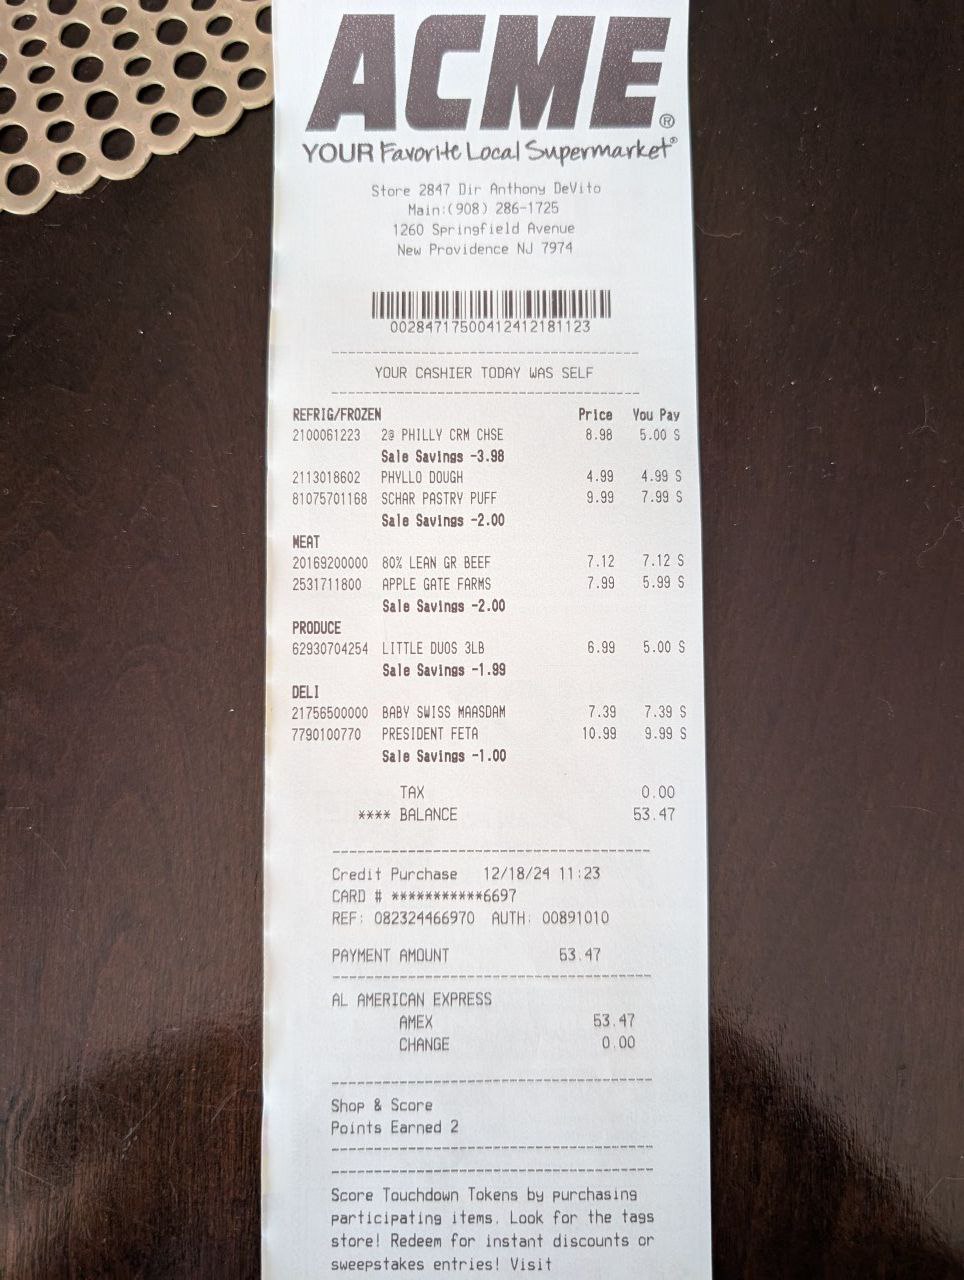 ACME®
YOUR Favorite Local Supermarket®
Store 2847 Dir Anthony DeVito
Main:(908) 286-1725
1260 Springfield Avenue
New Providence NJ 7974
00284717500412412181123
YOUR CASHIER TODAY WAS SELF
REFRIG/FROZEN Price You Pay
2100061223 2@ PHILLY CRM CHSE 8.98 5.00 S
Sale Savings -3.98
2113018602 PHYLLO DOUGH 4.99 4.99 S
81075701168 SCHAR PASTRY PUFF 9.99 7.99 S
Sale Savings -2.00
MEAT
20169200000 80% LEAN GR BEEF 7.12 7.12 S
2531711800 APPLE GATE FARMS 7.99 5.99 S
Sale Savings -2.00
PRODUCE
62930704254 LITTLE DUOS 3LB 6.99 5.00 S
Sale Savings -1.99
DELI
21756500000 BABY SWISS MAASDAM 7.39 7.39 S
7790100770 PRESIDENT FETA 10.99 9.99 S
Sale Savings -1.00
TAX 0.00
**** BALANCE 53.47
Credit Purchase 12/18/24 11:23
CARD # ***********6697
REF: 082324466970 AUTH: 00891010
PAYMENT AMOUNT 53.47
AL AMERICAN EXPRESS
AMEX 53.47
CHANGE 0.00
Shop & Score
Points Earned 2
Score Touchdown Tokens by purchasing
participating items. Look for the tags
store! Redeem for instant discounts or
sweepstakes entries! Visit